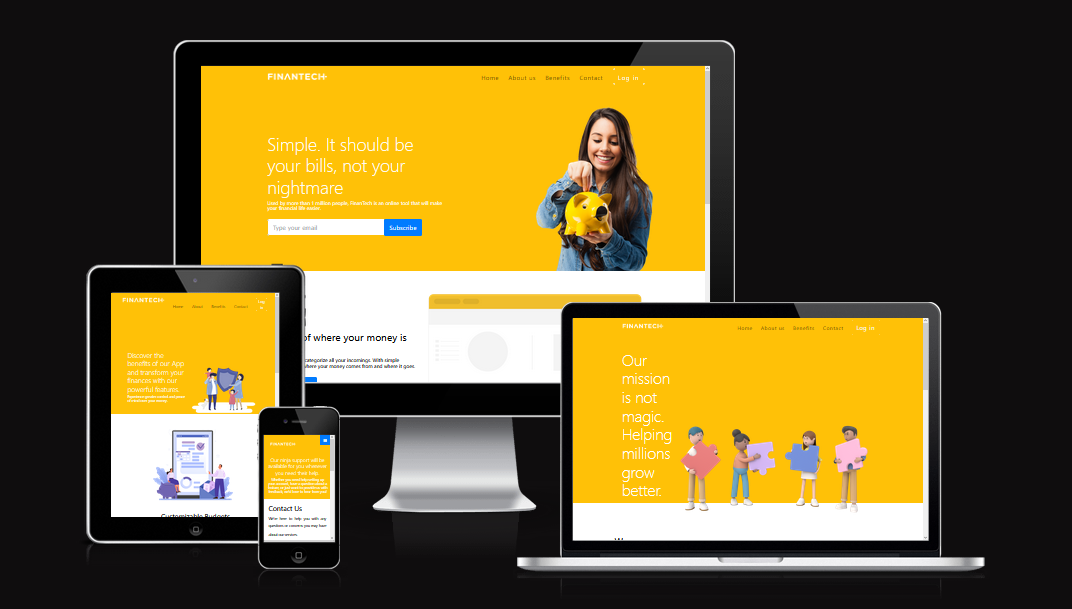 FINANTECH
Home About us Benefits Contact Log in
Simple. It should be
your bills, not your
nightmare
Used by more than 1 million people, FinanTech is an online tool that will make
your financial life easier.
Type your email Subscribe
of where your money is
categorize all your incomings. With simple
where your money comes from and where it goes.
FINANTECH
Home About Benefits Contact Log
in
Discover the
benefits of our App
and transform your
finances with our
powerful features.
Customizable Budgets
FINANTECH
Our ninja support will be
available for you whenever
you need their help.
Contact Us
We're here to help you with any
questions or concerns you may have
about our services.
FINANTECH
Home About us Benefits Contact Log in
Our
mission
is not
magic.
Helping
millions
grow
better.